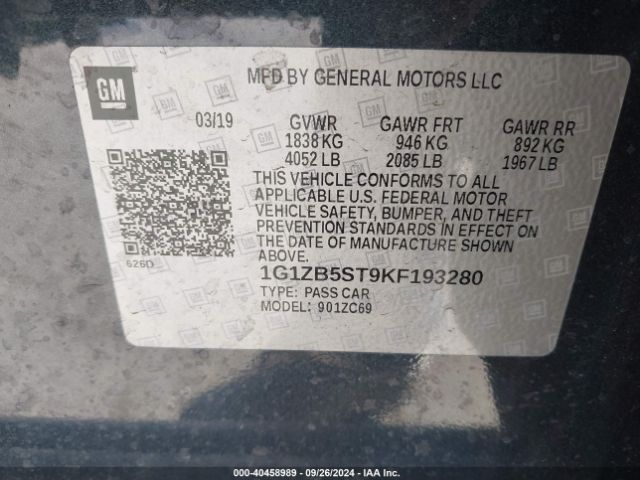 GM
MFD BY GENERAL MOTORS LLC
03/19
GVWR GAWR FRT GAWR RR
1838 KG 946 KG 892 KG
4052 LB 2085 LB 1967 LB
THIS VEHICLE CONFORMS TO ALL
APPLICABLE U.S. FEDERAL MOTOR
VEHICLE SAFETY, BUMPER, AND THEFT
PREVENTION STANDARDS IN EFFECT ON
THE DATE OF MANUFACTURE SHOWN
ABOVE.
626D
1G1ZB5ST9KF193280
TYPE: PASS CAR
MODEL: 901ZC69
000-40458989 - 09/26/2024 - IAA Inc.